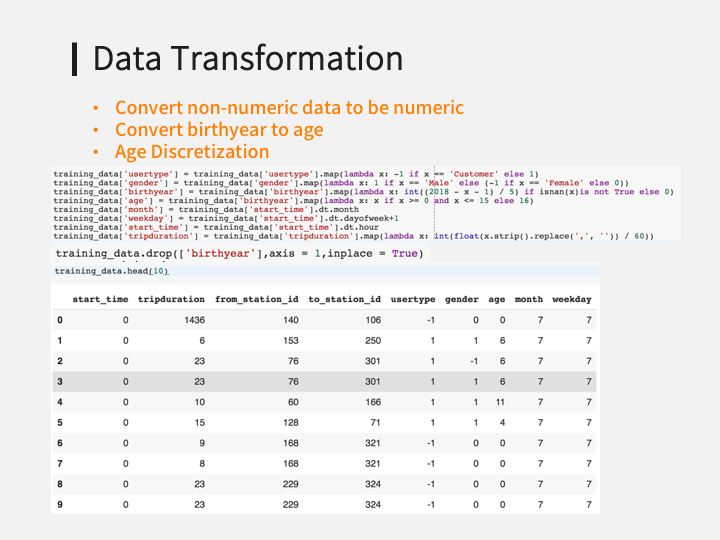 Data Transformation
• Convert non-numeric data to be numeric
• Convert birthyear to age
• Age Discretization
training_data['usertype'] = training_data['usertype'].map(lambda x: -1 if x == 'Customer' else 1)
training_data['gender'] = training_data['gender'].map(lambda x: 1 if x == 'Male' else (-1 if x == 'Female' else 0))
training_data['birthyear'] = training_data['birthyear'].map(lambda x: int((2018 - x - 1) / 5) if isnan(x)is not True else 0)
training_data['age'] = training_data['birthyear'].map(lambda x: x if x >= 0 and x <= 15 else 16)
training_data['month'] = training_data['start_time'].dt.month
training_data['weekday'] = training_data['start_time'].dt.dayofweek+1
training_data['start_time'] = training_data['start_time'].dt.hour
training_data['tripduration'] = training_data['tripduration'].map(lambda x: int(float(x.strip().replace(',', '')) / 60))
training_data.drop(['birthyear'],axis = 1,inplace = True)
training_data.head(10)
start_time tripduration from_station_id to_station_id usertype gender age month weekday
0 0 1436 140 106 -1 0 0 7 7
1 0 6 153 250 1 1 6 7 7
2 0 23 76 301 1 -1 6 7 7
3 0 23 76 301 1 1 6 7 7
4 0 10 60 166 1 1 11 7 7
5 0 15 128 71 1 1 4 7 7
6 0 9 168 321 -1 0 0 7 7
7 0 8 168 321 -1 0 0 7 7
8 0 23 229 324 -1 0 0 7 7
9 0 23 229 324 -1 0 0 7 7